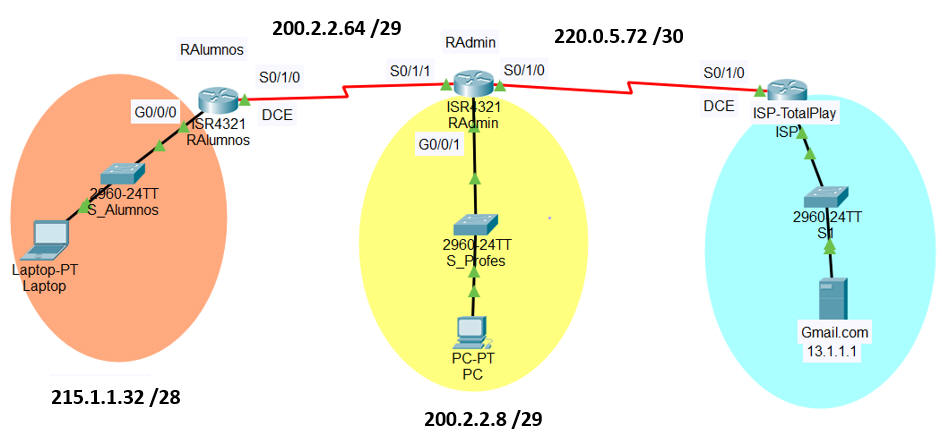 200.2.2.64 /29
220.0.5.72 /30
RAlumnos
RAdmin
S0/1/0
S0/1/1
S0/1/0
S0/1/0
DCE
DCE
G0/0/0
ISR4321
RAlumnos
ISR4321
RAdmin
ISP-TotalPlay
ISP
G0/0/1
2960-24TT
S_Alumnos
2960-24TT
S_Profes
2960-24TT
S1
Laptop-PT
Laptop
PC-PT
PC
Gmail.com
13.1.1.1
215.1.1.32 /28
200.2.2.8 /29